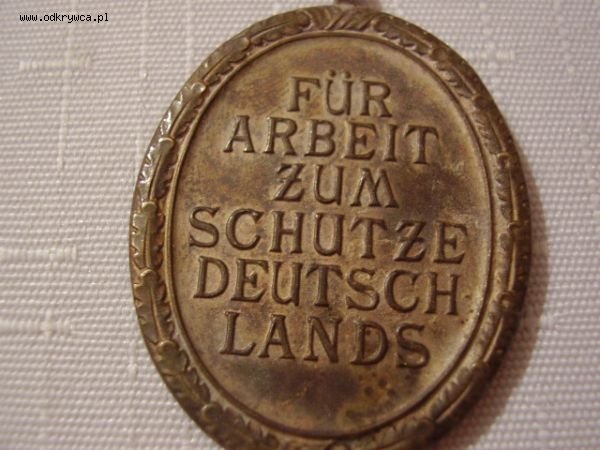 www.odkrywca.pl
FÜR
ARBEIT
ZUM
SCHUTZE
DEUTSCH
LANDS